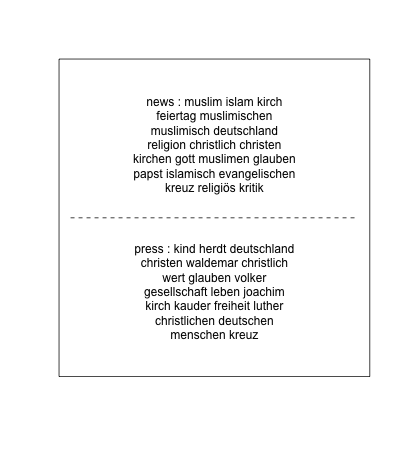 news : muslim islam kirch
feiertag muslimischen
muslimisch deutschland
religion christlich christen
kirchen gott muslimen glauben
papst islamisch evangelischen
kreuz religiös kritik
press : kind herdt deutschland
christen waldemar christlich
wert glauben volker
gesellschaft leben joachim
kirch kauder freiheit luther
christlichen deutschen
menschen kreuz